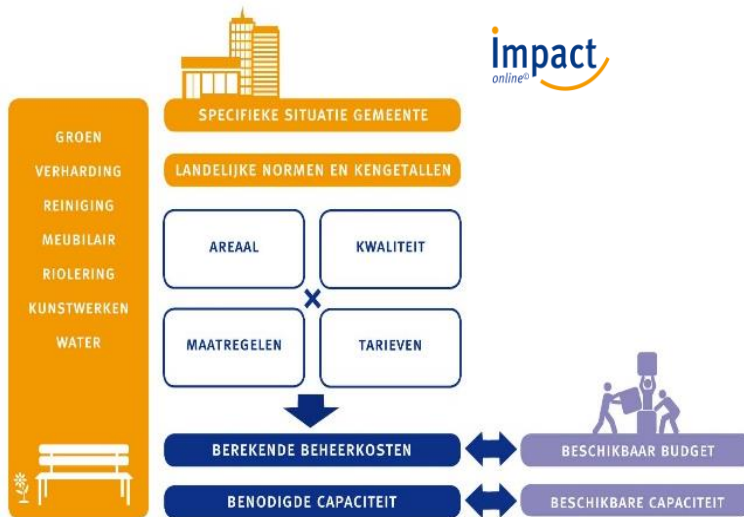 impact
online©
SPECIFIEKE SITUATIE GEMEENTE
LANDELIJKE NORMEN EN KENGETALLEN
GROEN
VERHARDING
REINIGING
MEUBILAIR
RIOLERING
KUNSTWERKEN
WATER
AREAAL
KWALITEIT
×
MAATREGELEN
TARIEVEN
BEREKENDE BEHEERKOSTEN
BESCHIKBAAR BUDGET
BENODIGDE CAPACITEIT
BESCHIKBARE CAPACITEIT